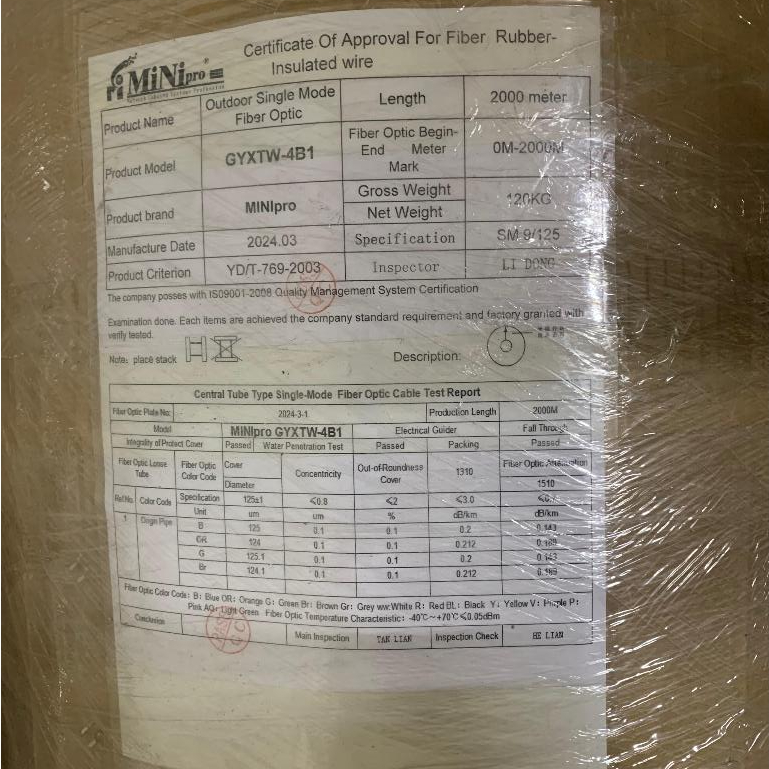 MiNipro ®
Certificate Of Approval For Fiber Rubber-
Insulated wire
Product Name Outdoor Single Mode Fiber Optic Length 2000 meter
Product Model GYXTW-4B1 Fiber Optic Begin-End Meter Mark 0M-2000M
Product brand MINIpro Gross Weight 120KG
Net Weight
Manufacture Date 2024.03 Specification SM 9/125
Product Criterion YD/T-769-2003 Inspector LI DONG
The company posses with IS09001-2008 Quality Management System Certification
Examination done. Each items are achieved the company standard requirement and factory granted with
verify tested.
Note: place stack Description:
Central Tube Type Single-Mode Fiber Optic Cable Test Report
Fiber Optic Plate No: 2024-3-1 Production Length 2000M
Model MINIpro GYXTW-4B1 Electrical Guider Fall Through
Integrality of Protect Cover Passed Water Penetration Test Passed Packing Passed
Fiber Optic Loose Tube Fiber Optic Color Code Cover Diameter Concentricity Out-of-Roundness Cover 1310 Fiber Optic Attenuation
1510
Ref.No. Color Code Specification 125±1 ≤0.8 ≤2 ≤3.0
Unit um um % dB/km dB/km
1 Origin Pipe B 125 0.1 0.1 0.2 0.143
OR 124 0.1 0.1 0.212
G 125.1 0.1 0.1 0.2 0.143
Br 124.1 0.1 0.1 0.212
Fiber Optic Color Code: B: Blue OR: Orange G: Green Br: Brown Gr: Grey ww:White R: Red BL: Black Y: Yellow V: Purple P:
Pink AQ: Light Green Fiber Optic Temperature Characteristic: -40℃~+70℃≤0.05dBm
Conclusion Main Inspection TAN LIAN Inspection Check HE LIAN